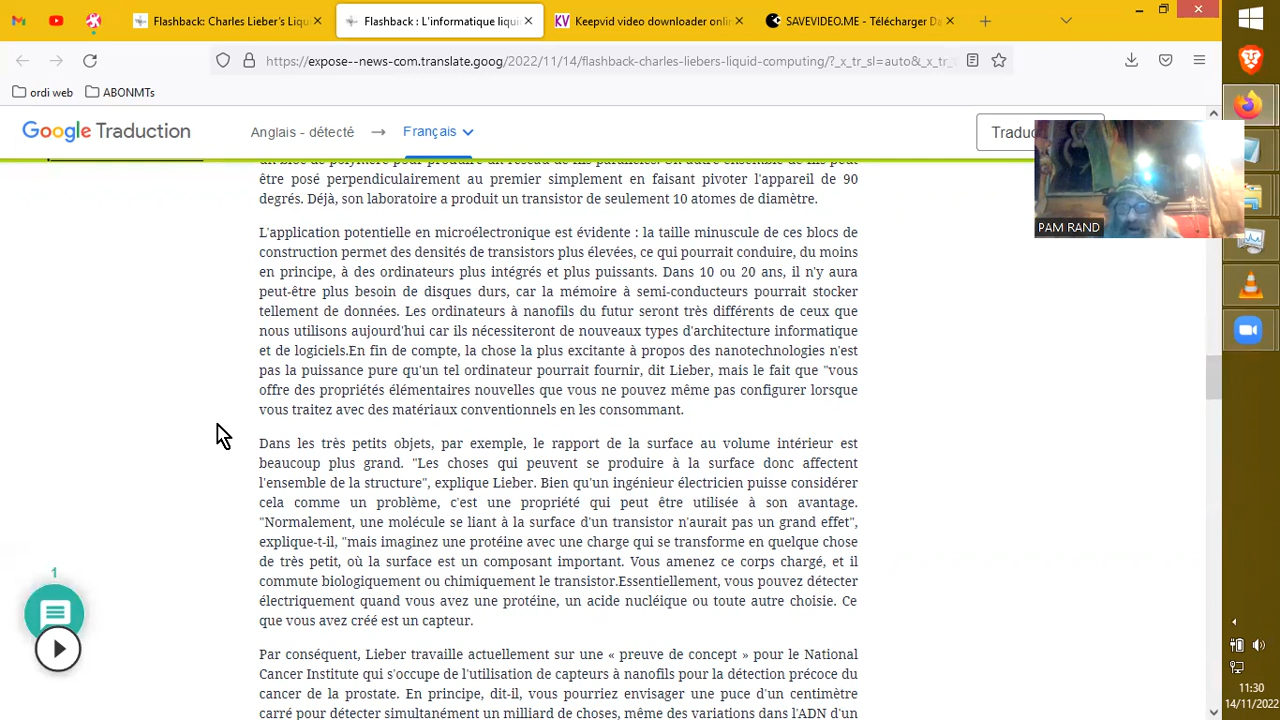 Flashback: Charles Lieber's Liqu
Flashback : L'informatique liqui
Keepvid video downloader onli
SAVEVIDEO.ME - Télécharger Da
https://expose--news-com.translate.goog/2022/11/14/flashback-charles-liebers-liquid-computing/?_x_tr_sl=auto&_x_tr_
ordi web
ABONMTs
Google Traduction
Anglais - détecté
Français
Traduc
un bloc de polymère pour produire un réseau de fils parallèles. Un autre ensemble de fils peut
être posé perpendiculairement au premier simplement en faisant pivoter l'appareil de 90
degrés. Déjà, son laboratoire a produit un transistor de seulement 10 atomes de diamètre.
L'application potentielle en microélectronique est évidente : la taille minuscule de ces blocs de
construction permet des densités de transistors plus élevées, ce qui pourrait conduire, du moins
en principe, à des ordinateurs plus intégrés et plus puissants. Dans 10 ou 20 ans, il n'y aura
peut-être plus besoin de disques durs, car la mémoire à semi-conducteurs pourrait stocker
tellement de données. Les ordinateurs à nanofils du futur seront très différents de ceux que
nous utilisons aujourd'hui car ils nécessiteront de nouveaux types d'architecture informatique
et de logiciels.En fin de compte, la chose la plus excitante à propos des nanotechnologies n'est
pas la puissance pure qu'un tel ordinateur pourrait fournir, dit Lieber, mais le fait que "vous
offre des propriétés élémentaires nouvelles que vous ne pouvez même pas configurer lorsque
vous traitez avec des matériaux conventionnels en les consommant.
Dans les très petits objets, par exemple, le rapport de la surface au volume intérieur est
beaucoup plus grand. "Les choses qui peuvent se produire à la surface donc affectent
l'ensemble de la structure", explique Lieber. Bien qu'un ingénieur électricien puisse considérer
cela comme un problème, c'est une propriété qui peut être utilisée à son avantage.
"Normalement, une molécule se liant à la surface d'un transistor n'aurait pas un grand effet",
explique-t-il, "mais imaginez une protéine avec une charge qui se transforme en quelque chose
de très petit, où la surface est un composant important. Vous amenez ce corps chargé, et il
commute biologiquement ou chimiquement le transistor.Essentiellement, vous pouvez détecter
électriquement quand vous avez une protéine, un acide nucléique ou toute autre choisie. Ce
que vous avez créé est un capteur.
Par conséquent, Lieber travaille actuellement sur une « preuve de concept » pour le National
Cancer Institute qui s'occupe de l'utilisation de capteurs à nanofils pour la détection précoce du
cancer de la prostate. En principe, dit-il, vous pourriez envisager une puce d'un centimètre
carré pour détecter simultanément un milliard de choses, même des variations dans l'ADN d'un
PAM RAND
1
11:30
14/11/2022